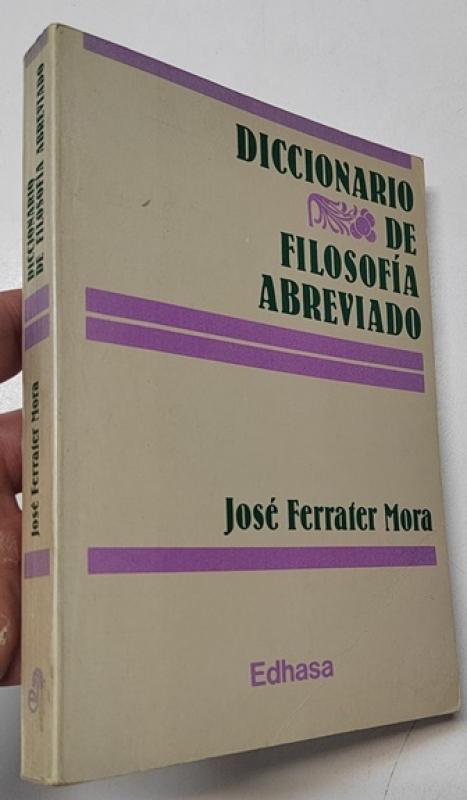 DICCIONARIO
DE
FILOSOFÍA
ABREVIADO
José Ferrater Mora
Edhasa
DICCIONARIO
DE FILOSOFÍA ABREVIADO
José Ferrater Mora